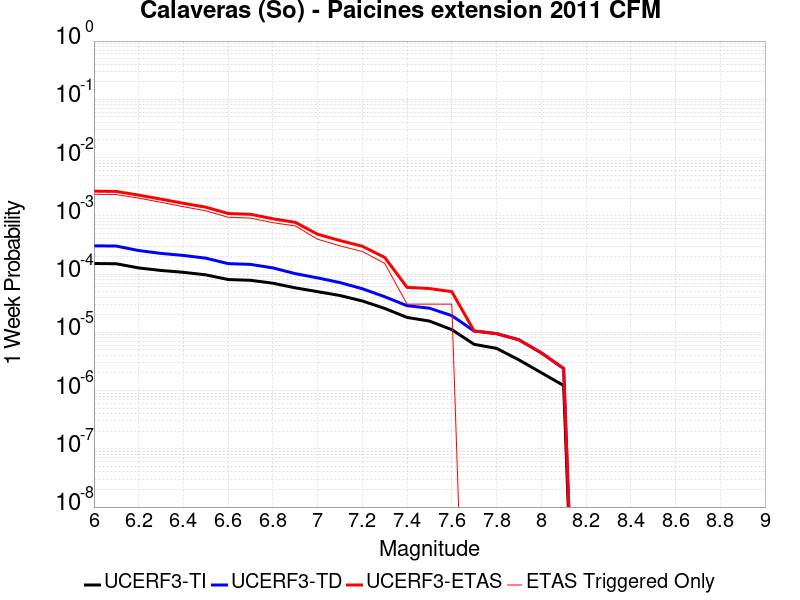 Calaveras (So) - Paicines extension 2011 CFM
1 Week Probability
10^0
10^-1
10^-2
10^-3
10^-4
10^-5
10^-6
10^-7
10^-8
6 6.2 6.4 6.6 6.8 7 7.2 7.4 7.6 7.8 8 8.2 8.4 8.6 8.8 9
Magnitude
UCERF3-TI UCERF3-TD UCERF3-ETAS ETAS Triggered Only